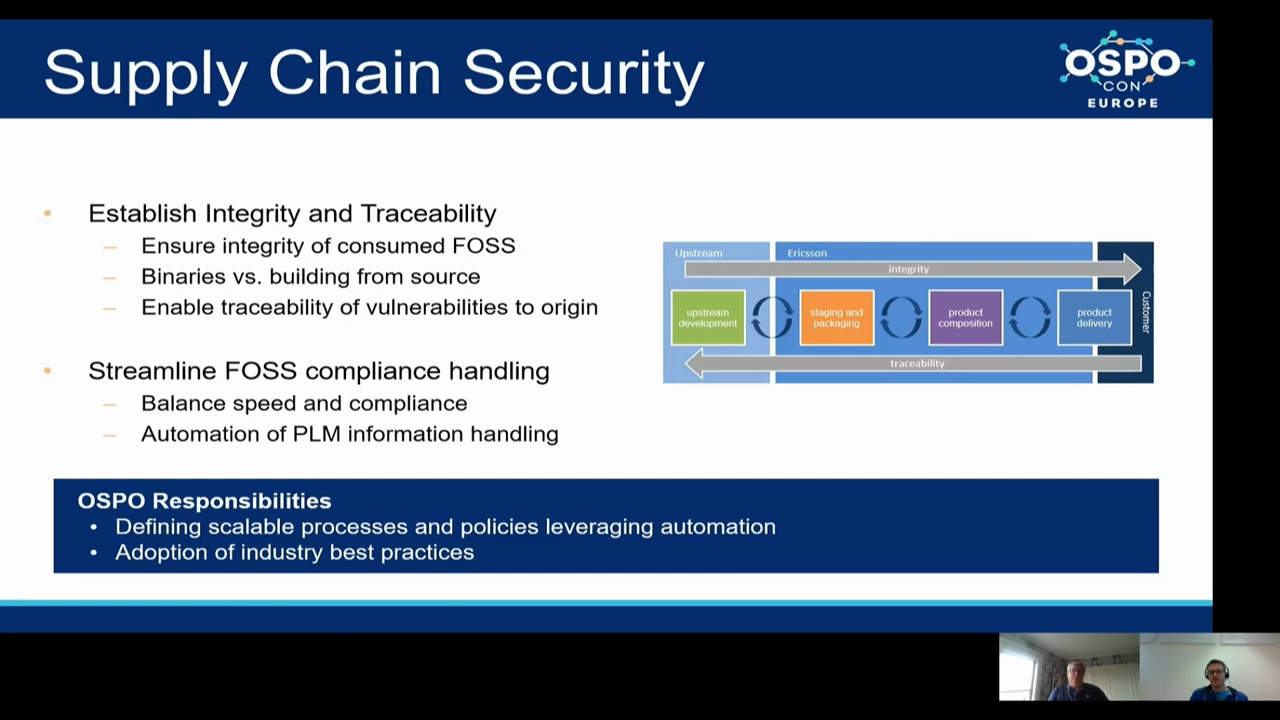 Supply Chain Security
OSPO
CON
EUROPE
• Establish Integrity and Traceability
– Ensure integrity of consumed FOSS
– Binaries vs. building from source
– Enable traceability of vulnerabilities to origin
• Streamline FOSS compliance handling
– Balance speed and compliance
– Automation of PLM information handling
Upstream
Ericsson
integrity
upstream
development
staging and
packaging
product
composition
product
delivery
Customer
traceability
OSPO Responsibilities
• Defining scalable processes and policies leveraging automation
• Adoption of industry best practices